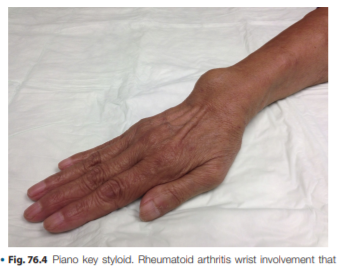 • Fig. 76.4 Piano key styloid. Rheumatoid arthritis wrist involvement that